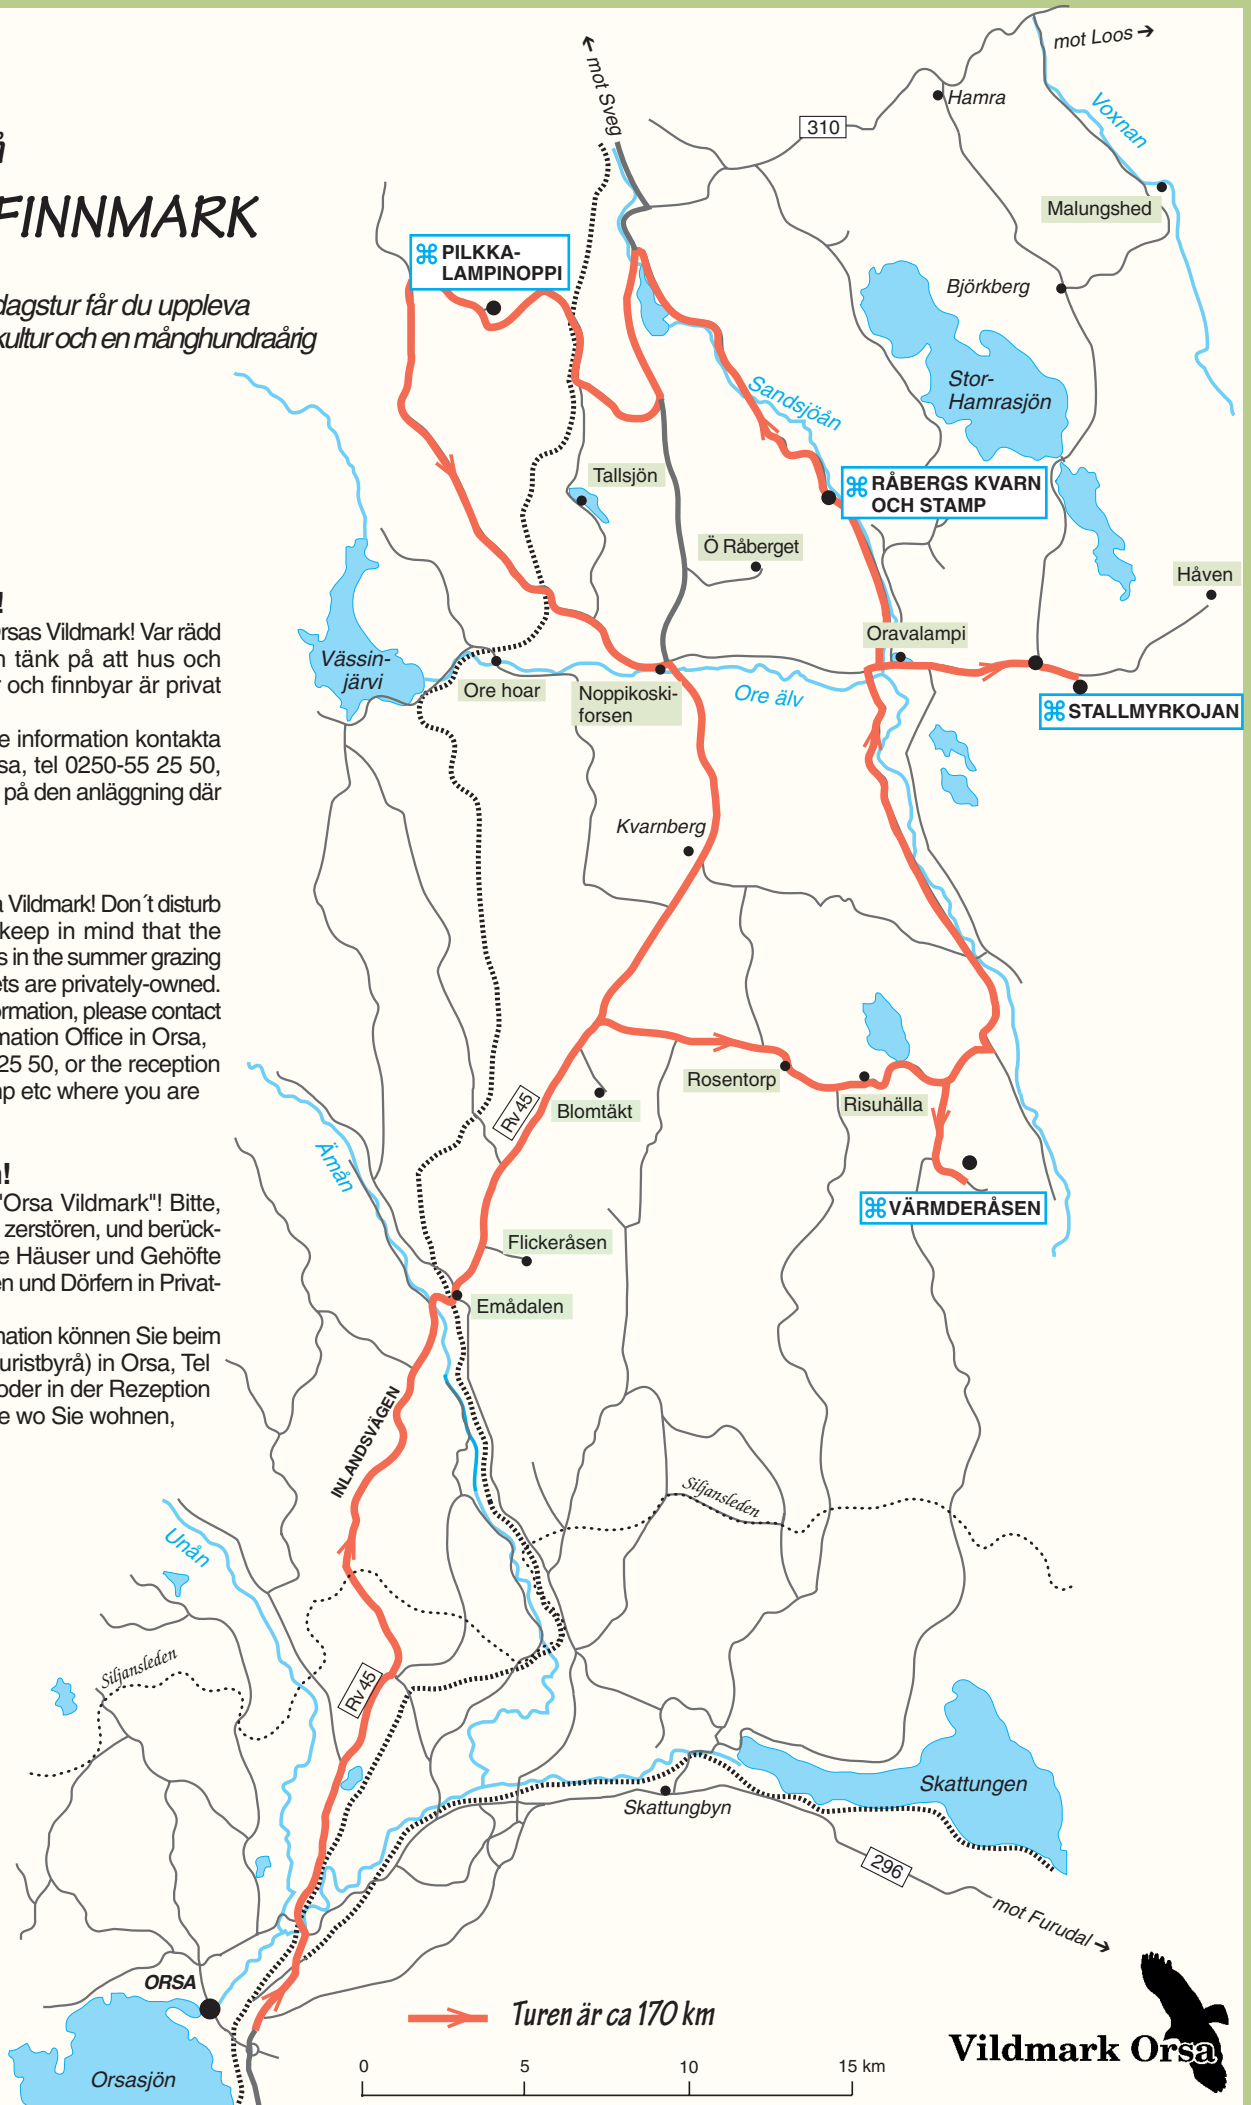 FINNMARK
dagstur får du uppleva
kultur och en månghundraårig
!
Orsas Vildmark! Var rädd
tänk på att hus och
och finnbyar är privat
e information kontakta
sa, tel 0250-55 25 50,
på den anläggning där
a Vildmark! Don´t disturb
keep in mind that the
s in the summer grazing
ets are privately-owned.
ormation, please contact
mation Office in Orsa,
25 50, or the reception
mp etc where you are
n!
"Orsa Vildmark"! Bitte,
zerstören, und berück-
e Häuser und Gehöfte
en und Dörfern in Privat-
mation können Sie beim
uristbyrå) in Orsa, Tel
oder in der Rezeption
e wo Sie wohnen,
← mot Sveg
mot Loos →
310
Hamra
Voxnan
Malungshed
⌘ PILKKA-
LAMPINOPPI
Björkberg
Stor-
Hamrasjön
Sandsjöån
Tallsjön
⌘ RÅBERGS KVARN
OCH STAMP
Ö Råberget
Håven
Oravalampi
Vässin-
järvi
Ore hoar
Noppikoski-
forsen
Ore älv
⌘ STALLMYRKOJAN
Kvarnberg
Rosentorp
Risuhälla
Blomtäkt
Rv 45
Ämån
⌘ VÄRMDERÅSEN
Flickeråsen
Emådalen
INLANDSVÄGEN
Siljansleden
Unån
Siljansleden
Rv 45
Skattungen
Skattungbyn
296
mot Furudal →
ORSA
Orsasjön
Turen är ca 170 km
Vildmark Orsa
0 5 10 15 km